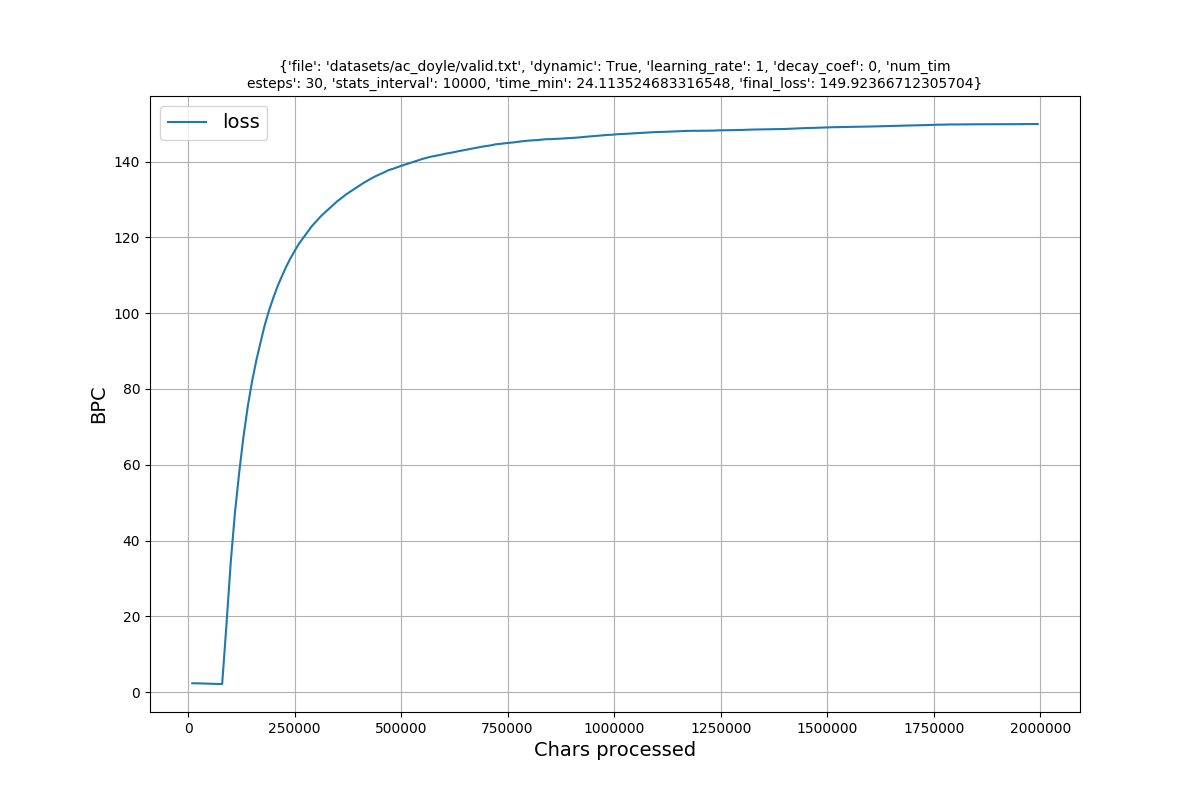 {'file': 'datasets/ac_doyle/valid.txt', 'dynamic': True, 'learning_rate': 1, 'decay_coef': 0, 'num_tim
esteps': 30, 'stats_interval': 10000, 'time_min': 24.113524683316548, 'final_loss': 149.92366712305704}
loss
140
120
100
80
60
40
20
0
BPC
0 250000 500000 750000 1000000 1250000 1500000 1750000 2000000
Chars processed